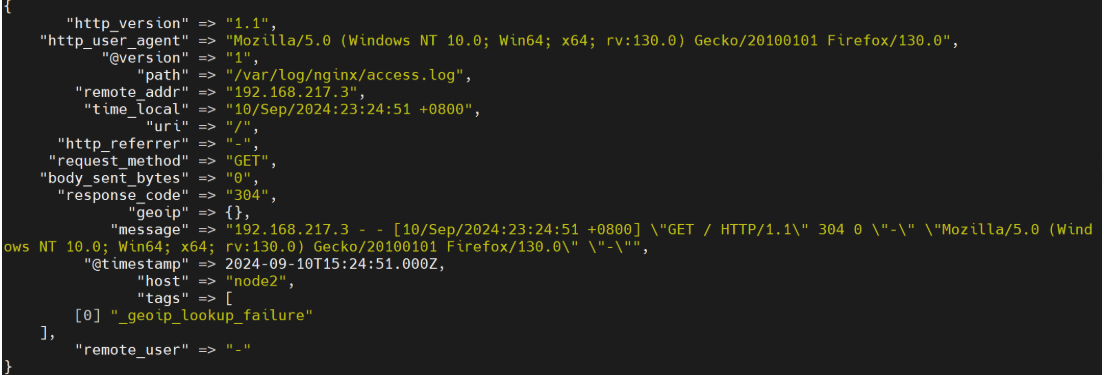 {
"http_version" => "1.1",
"http_user_agent" => "Mozilla/5.0 (Windows NT 10.0; Win64; x64; rv:130.0) Gecko/20100101 Firefox/130.0",
"@version" => "1",
"path" => "/var/log/nginx/access.log",
"remote_addr" => "192.168.217.3",
"time_local" => "10/Sep/2024:23:24:51 +0800",
"uri" => "/",
"http_referrer" => "-",
"request_method" => "GET",
"body_sent_bytes" => "0",
"response_code" => "304",
"geoip" => {},
"message" => "192.168.217.3 - - [10/Sep/2024:23:24:51 +0800] \"GET / HTTP/1.1\" 304 0 \"-\" \"Mozilla/5.0 (Wind
ows NT 10.0; Win64; x64; rv:130.0) Gecko/20100101 Firefox/130.0\" \"-\"",
"@timestamp" => 2024-09-10T15:24:51.000Z,
"host" => "node2",
"tags" => [
[0] "_geoip_lookup_failure"
],
"remote_user" => "-"
}